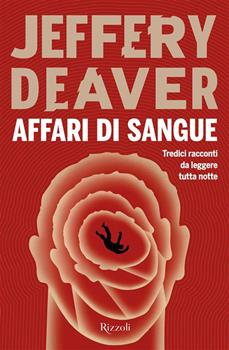 JEFFERY
DEAVER
AFFARI DI SANGUE
Tredici racconti
da leggere
tutta notte
Rizzoli